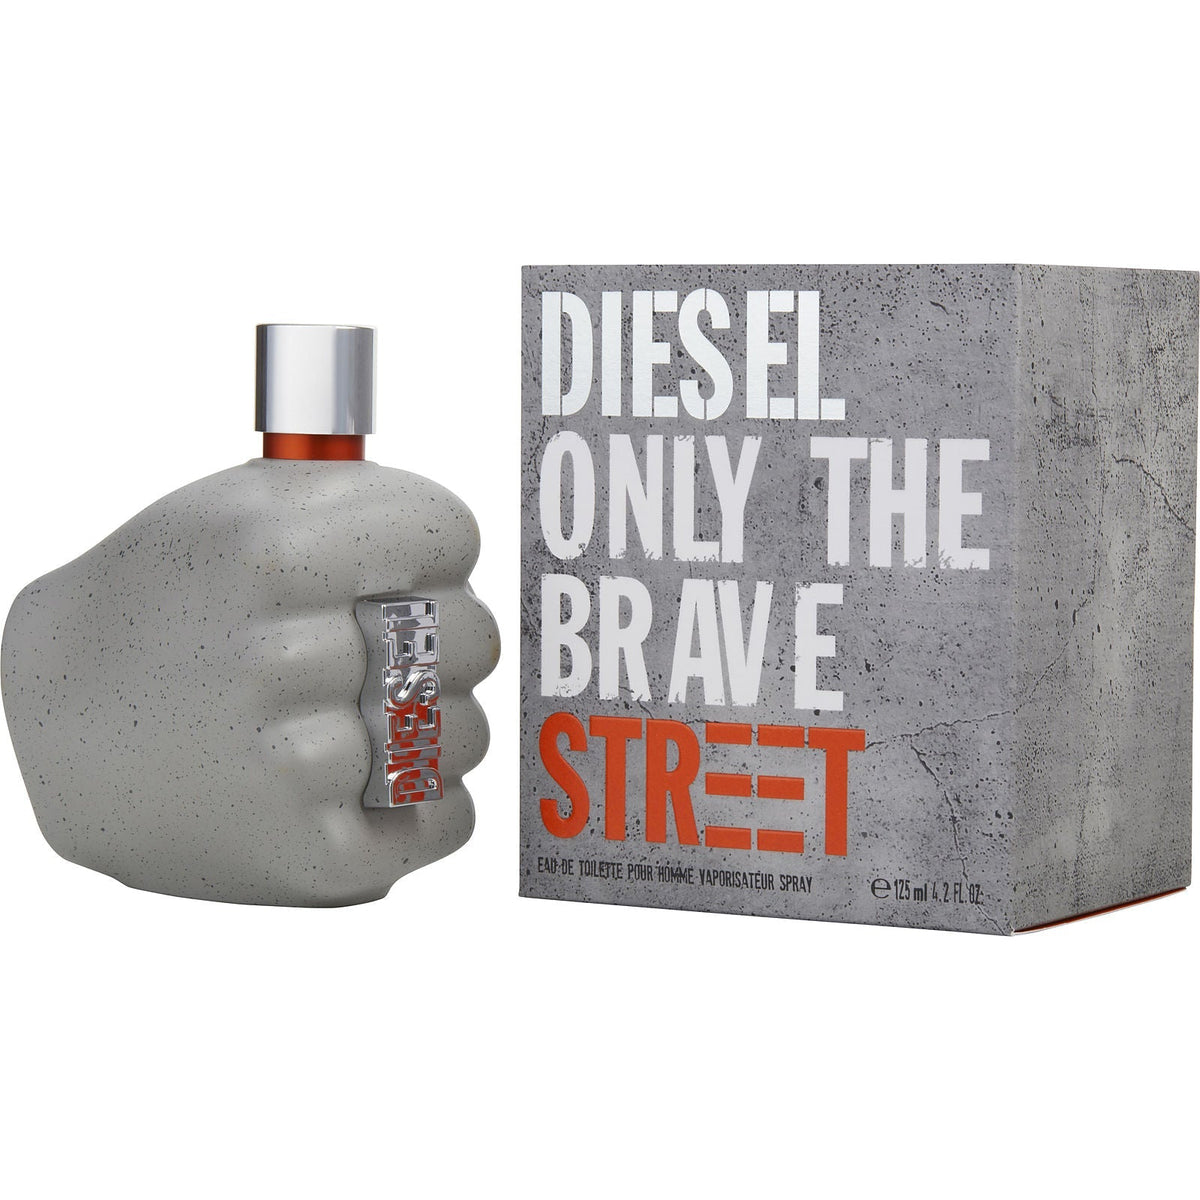 DIESEL
DIESEL
ONLY THE
BRAVE
STREET
EAU DE TOILETTE POUR HOMME VAPORISATEUR SPRAY
℮125 ml 4.2 FL.OZ.